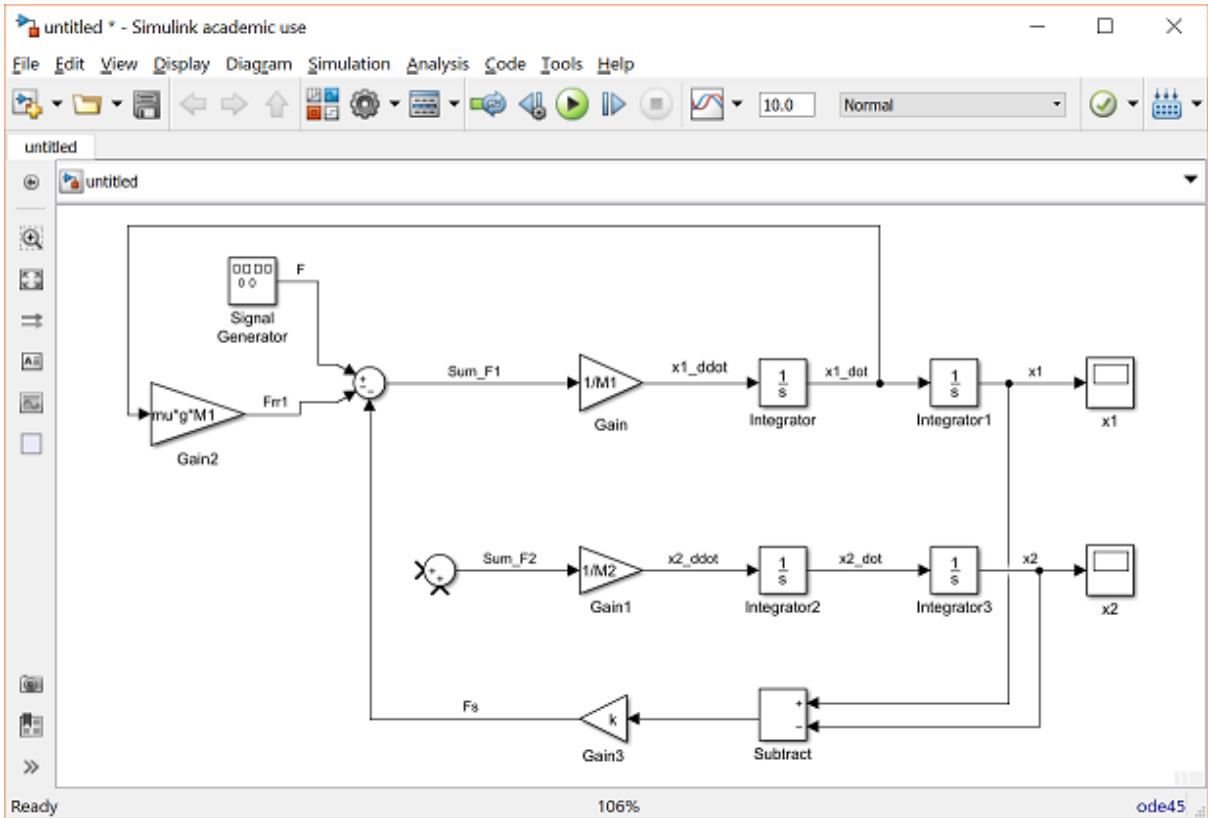 untitled * - Simulink academic use
File Edit View Display Diagram Simulation Analysis Code Tools Help
10.0 Normal
untitled
untitled
F
Signal
Generator
Sum_F1
1/M1
Gain
x1_ddot
1
s
Integrator
x1_dot
1
s
Integrator1
x1
x1
mu*g*M1
Frr1
Gain2
+
-
-
Sum_F2
+
+
1/M2
Gain1
x2_ddot
1
s
Integrator2
x2_dot
1
s
Integrator3
x2
x2
Fs
k
Gain3
+
-
Subtract
Ready 106% ode45